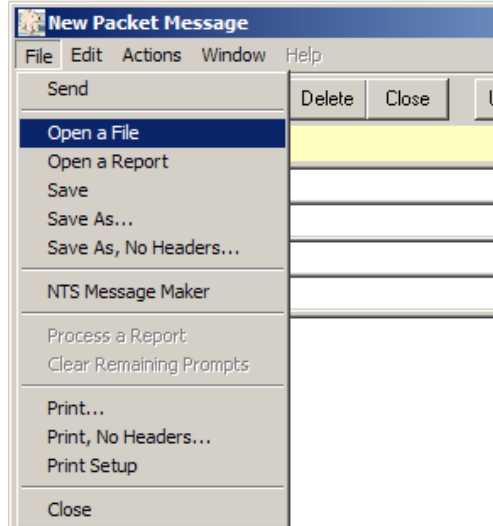 New Packet Message
File Edit Actions Window Help
Send
Delete Close
Open a File
Open a Report
Save
Save As...
Save As, No Headers...
NTS Message Maker
Process a Report
Clear Remaining Prompts
Print...
Print, No Headers...
Print Setup
Close